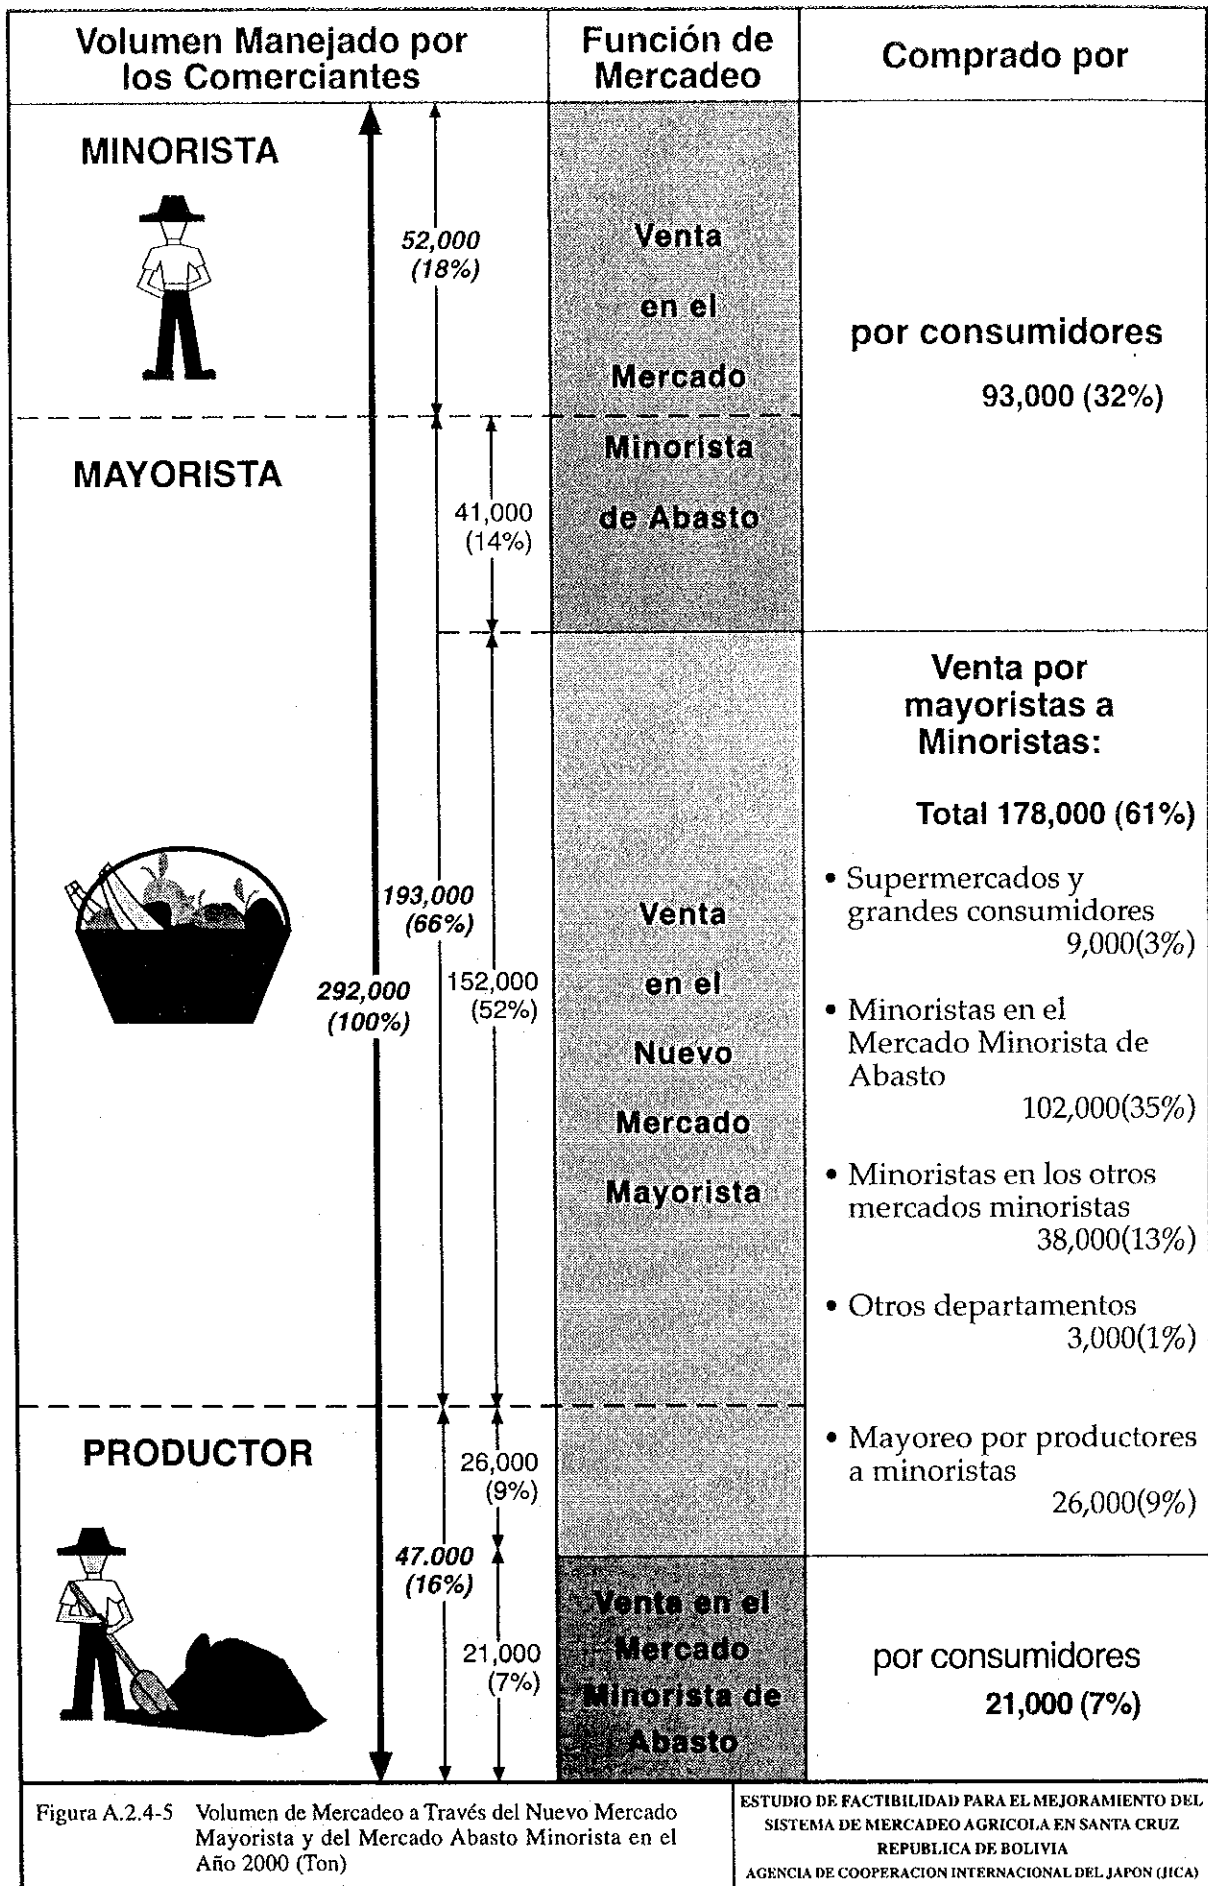 Volumen Manejado por
los Comerciantes
Función de
Mercadeo
Comprado por
MINORISTA
52,000
(18%)
Venta
en el
Mercado
Minorista
de Abasto
por consumidores
93,000 (32%)
MAYORISTA
41,000
(14%)
193,000
(66%)
292,000
(100%)
152,000
(52%)
Venta
en el
Nuevo
Mercado
Mayorista
Venta por
mayoristas a
Minoristas:
Total 178,000 (61%)
• Supermercados y
grandes consumidores
9,000(3%)
• Minoristas en el
Mercado Minorista de
Abasto
102,000(35%)
• Minoristas en los otros
mercados minoristas
38,000(13%)
• Otros departamentos
3,000(1%)
PRODUCTOR
26,000
(9%)
47.000
(16%)
21,000
(7%)
• Mayoreo por productores
a minoristas
26,000(9%)
Venta en el
Mercado
Minorista de
Abasto
por consumidores
21,000 (7%)
Figura A.2.4-5 Volumen de Mercadeo a Través del Nuevo Mercado
Mayorista y del Mercado Abasto Minorista en el
Año 2000 (Ton)
ESTUDIO DE FACTIBILIDAD PARA EL MEJORAMIENTO DEL
SISTEMA DE MERCADEO AGRICOLA EN SANTA CRUZ
REPUBLICA DE BOLIVIA
AGENCIA DE COOPERACION INTERNACIONAL DEL JAPON (JICA)